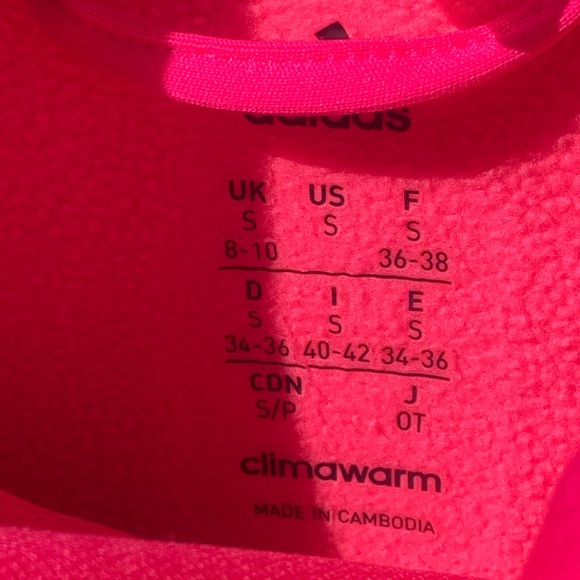 adidas
UK US F
S S S
8-10 36-38
D I E
S S S
34-36 40-42 34-36
CDN J
S/P OT
climawarm
MADE IN CAMBODIA